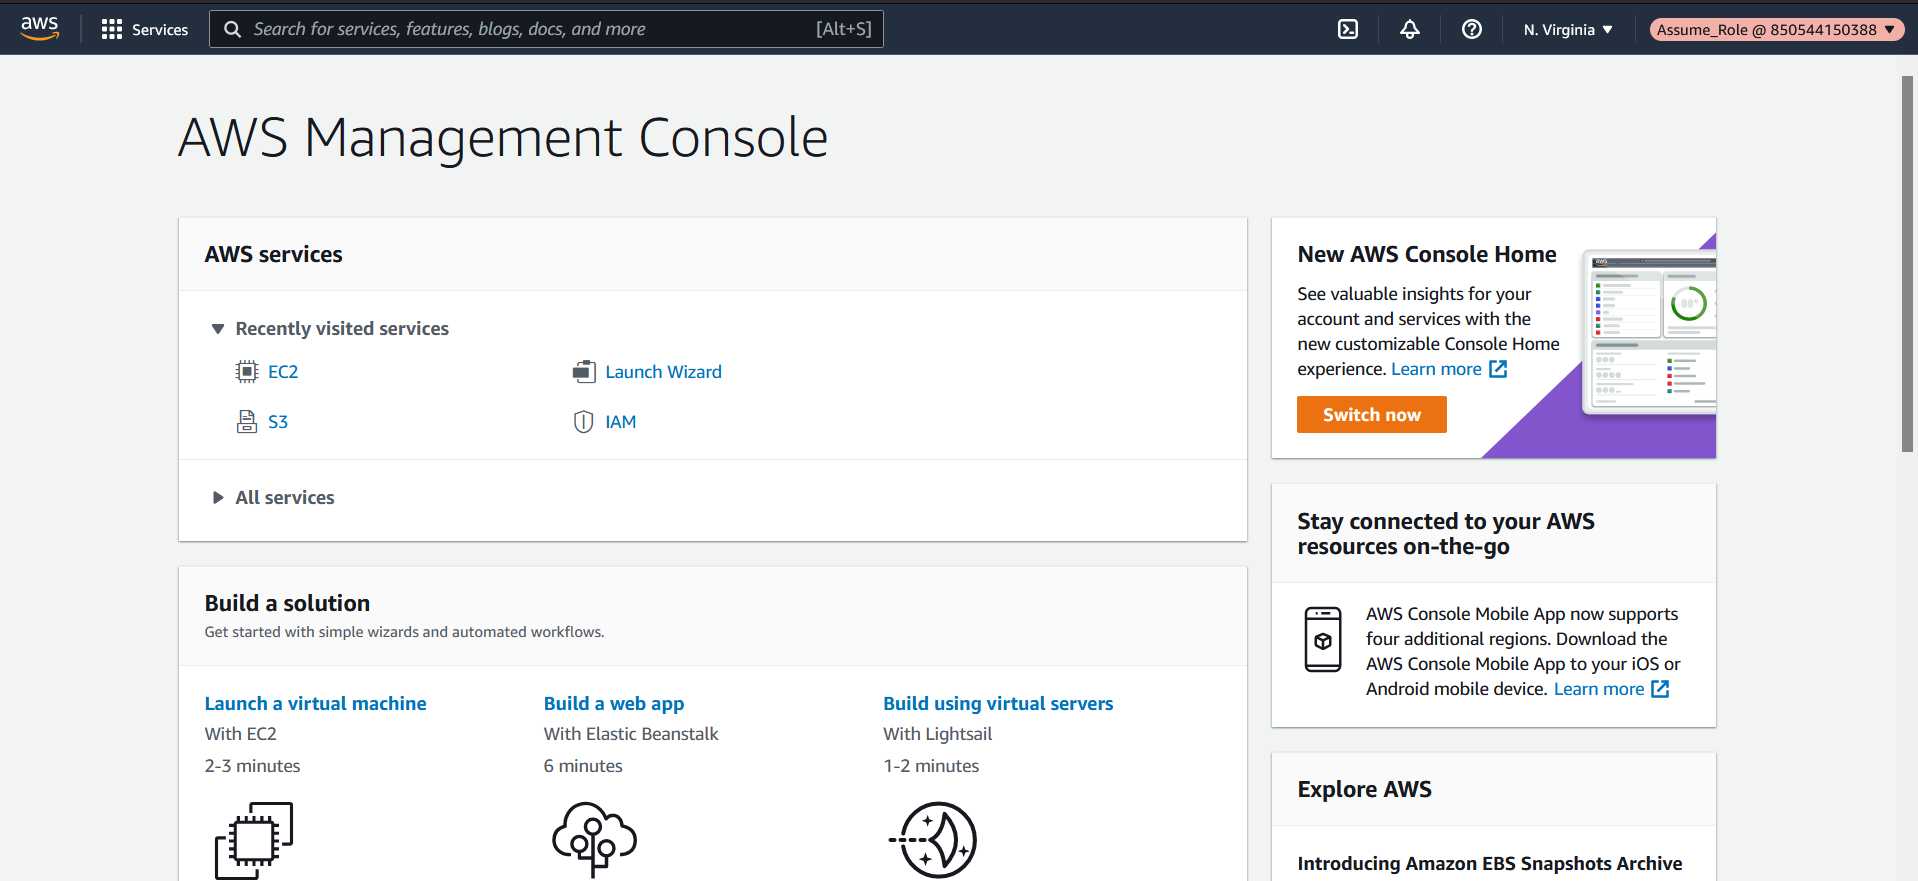 aws
Services
Search for services, features, blogs, docs, and more
[Alt+S]
N. Virginia
Assume_Role @ 850544150388
AWS Management Console
AWS services
Recently visited services
EC2
Launch Wizard
S3
IAM
All services
Build a solution
Get started with simple wizards and automated workflows.
Launch a virtual machine
With EC2
2-3 minutes
Build a web app
With Elastic Beanstalk
6 minutes
Build using virtual servers
With Lightsail
1-2 minutes
New AWS Console Home
See valuable insights for your
account and services with the
new customizable Console Home
experience. Learn more
Switch now
aws
Stay connected to your AWS
resources on-the-go
AWS Console Mobile App now supports
four additional regions. Download the
AWS Console Mobile App to your iOS or
Android mobile device. Learn more
Explore AWS
Introducing Amazon EBS Snapshots Archive